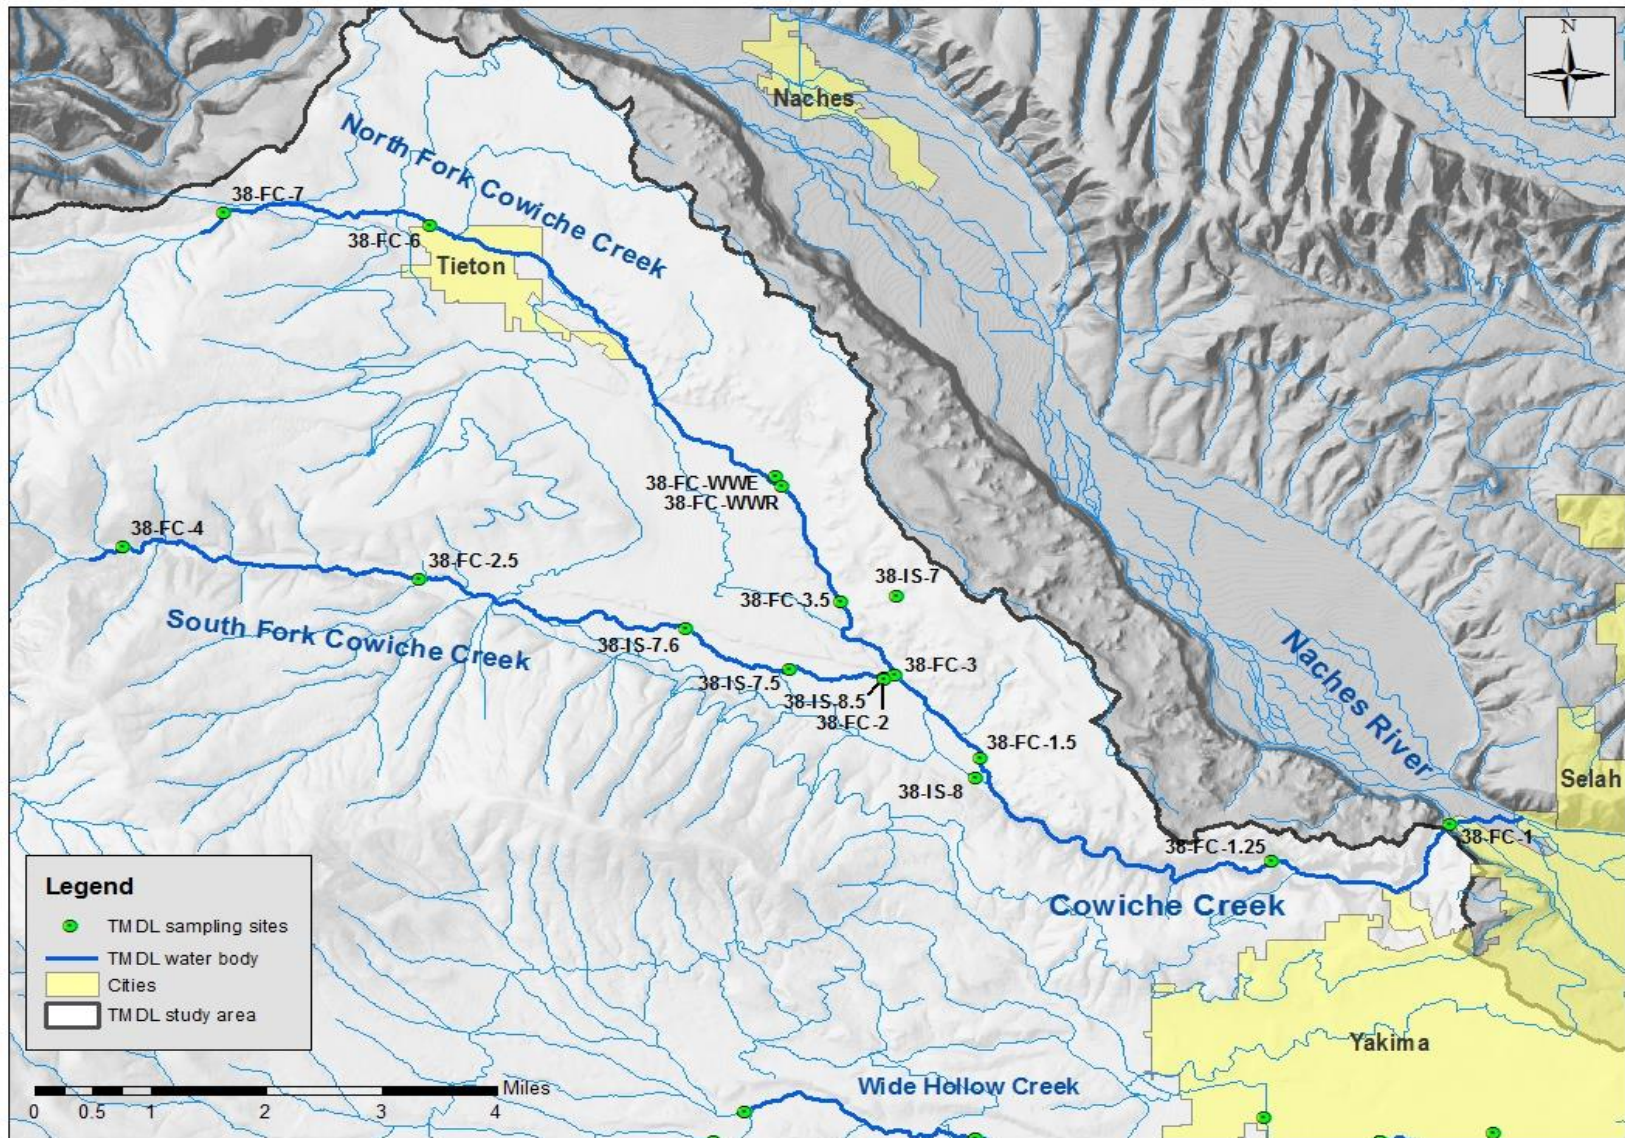 N
Naches
North Fork Cowiche Creek
38-FC-7
38-FC-6
Tieton
38-FC-WWE
38-FC-WWR
38-FC-4
38-FC-2.5
38-IS-7
38-FC-3.5
South Fork Cowiche Creek
38-IS-7.6
38-FC-3
38-IS-7.5
38-IS-8.5
38-FC-2
Naches River
38-FC-1.5
38-IS-8
Selah
38-FC-1
38-FC-1.25
Cowiche Creek
Legend
TMDL sampling sites
TMDL water body
Cities
TMDL study area
Yakima
Wide Hollow Creek
Miles
0 0.5 1 2 3 4